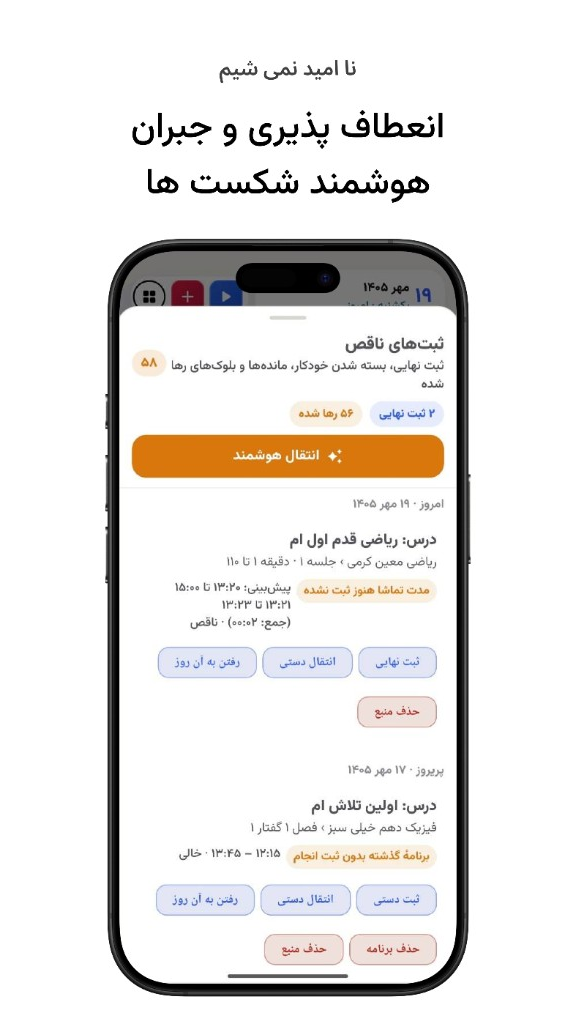 نا امید نمی شیم
انعطاف پذیری و جبران
هوشمند شکست ها
۱۹ مهر ۱۴۰۵
یکشنبه · امروز
ثبت‌های ناقص
۵۸
ثبت نهایی، بسته شدن خودکار، مانده‌ها و بلوک‌های رها
شده
۲ ثبت نهایی
۵۶ رها شده
انتقال هوشمند
امروز · ۱۹ مهر ۱۴۰۵
درس: ریاضی قدم اول ام
ریاضی معین کرمی › جلسه ۱ · دقیقه ۱ تا ۱۱۰
مدت تماشا هنوز ثبت نشده
پیش‌بینی: ۱۳:۲۰ تا ۱۵:۰۰
۱۳:۲۱ تا ۱۳:۲۳
(جمع: ۰۰:۰۲) · ناقص
ثبت نهایی
انتقال دستی
رفتن به آن روز
حذف منبع
پریروز · ۱۷ مهر ۱۴۰۵
درس: اولین تلاش ام
فیزیک دهم خیلی سبز › فصل ۱ گفتار ۱
برنامهٔ گذشته بدون ثبت انجام
۱۲:۱۵ – ۱۳:۴۵ · خالی
ثبت دستی
انتقال دستی
رفتن به آن روز
حذف برنامه
حذف منبع